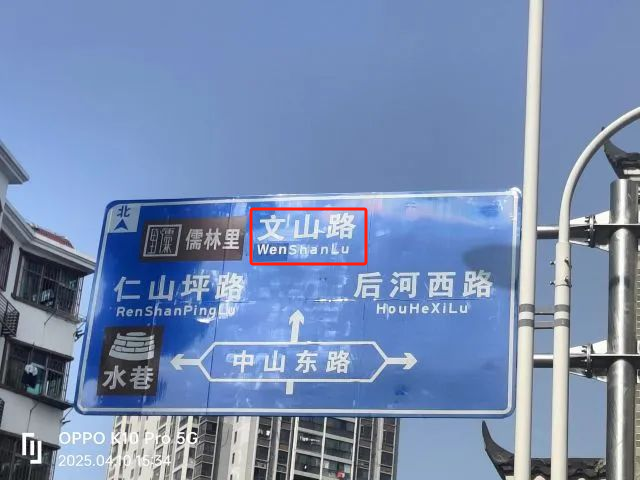 北
儒林里
文山路
WenShanLu
仁山坪路
RenShanPingLu
后河西路
HouHeXiLu
中山东路
水巷
OPPO K10 Pro 5G
2025.04.10 15:34